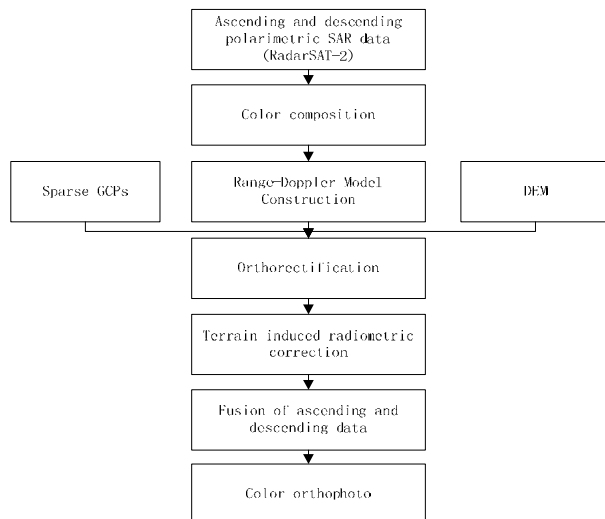 Ascending and descending
polarimetric SAR data
(RadarSAT-2)
Color composition
Sparse GCPs
Range-Doppler Model
Construction
DEM
Orthorectification
Terrain induced radiometric
correction
Fusion of ascending and
descending data
Color orthophoto